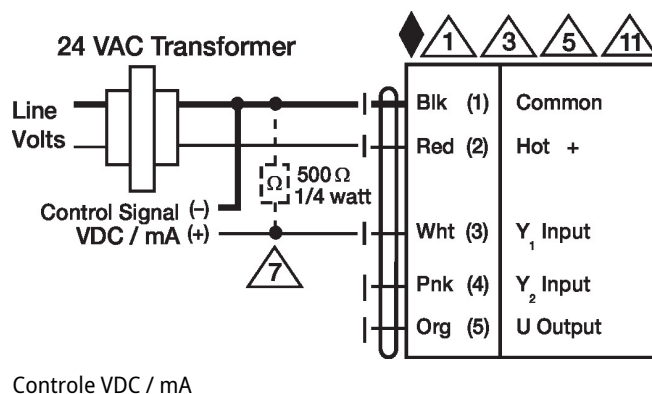 1 3 5 11
24 VAC Transformer
Line
Volts
Blk (1) Common
Red (2) Hot +
Ω 500 Ω
1/4 watt
Control Signal (-)
VDC / mA (+)
Wht (3) Y1 Input
7
Pnk (4) Y2 Input
Org (5) U Output
Controle VDC / mA